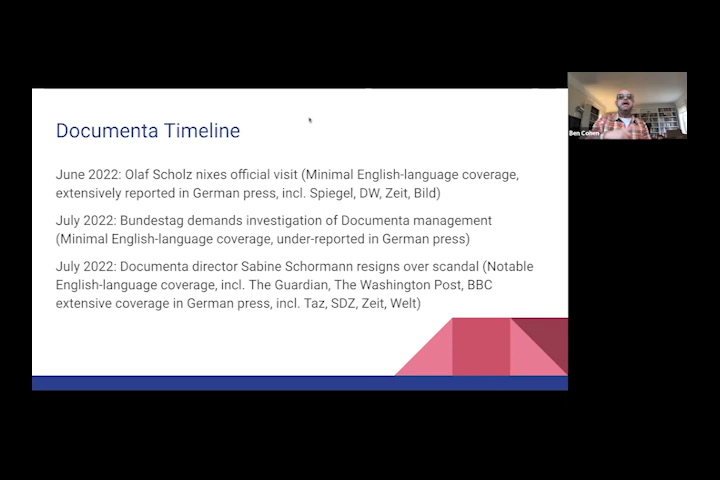 Documenta Timeline
June 2022: Olaf Scholz nixes official visit (Minimal English-language coverage,
extensively reported in German press, incl. Spiegel, DW, Zeit, Bild)
July 2022: Bundestag demands investigation of Documenta management
(Minimal English-language coverage, under-reported in German press)
July 2022: Documenta director Sabine Schormann resigns over scandal (Notable
English-language coverage, incl. The Guardian, The Washington Post, BBC
extensive coverage in German press, incl. Taz, SDZ, Zeit, Welt)
Ben Cohen